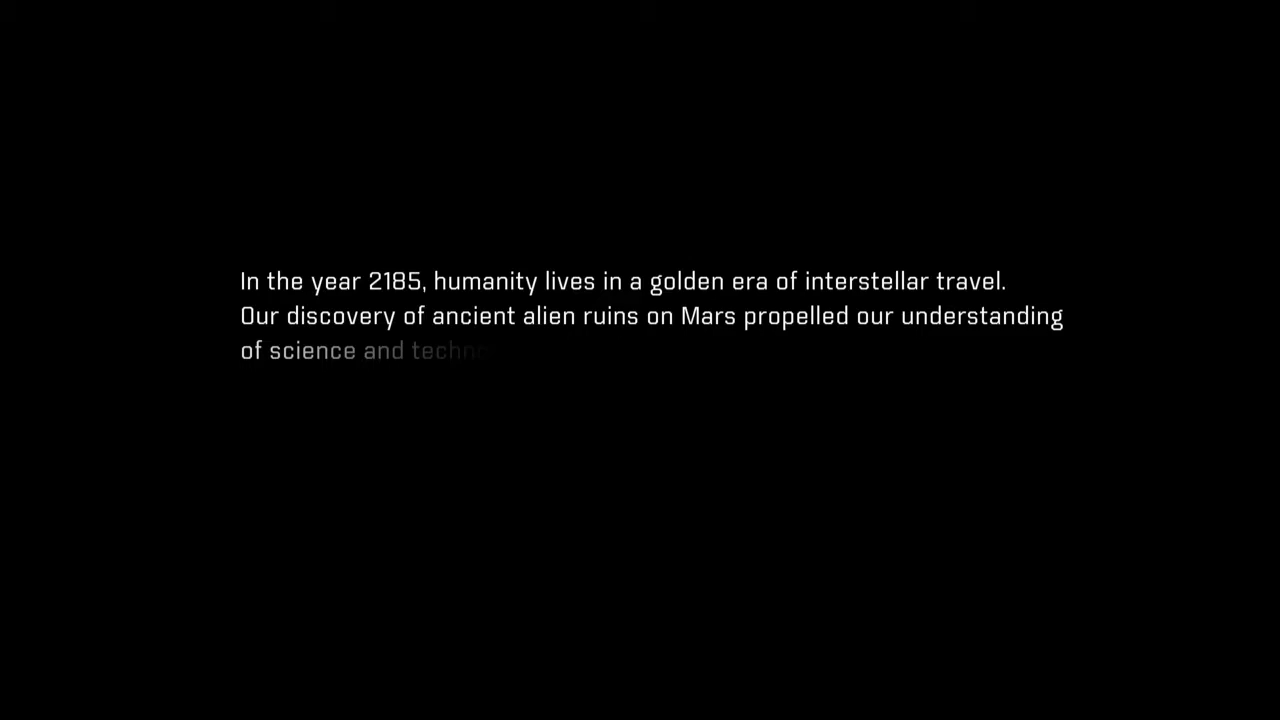 In the year 2185, humanity lives in a golden era of interstellar travel.
Our discovery of ancient alien ruins on Mars propelled our understanding
of science and techno